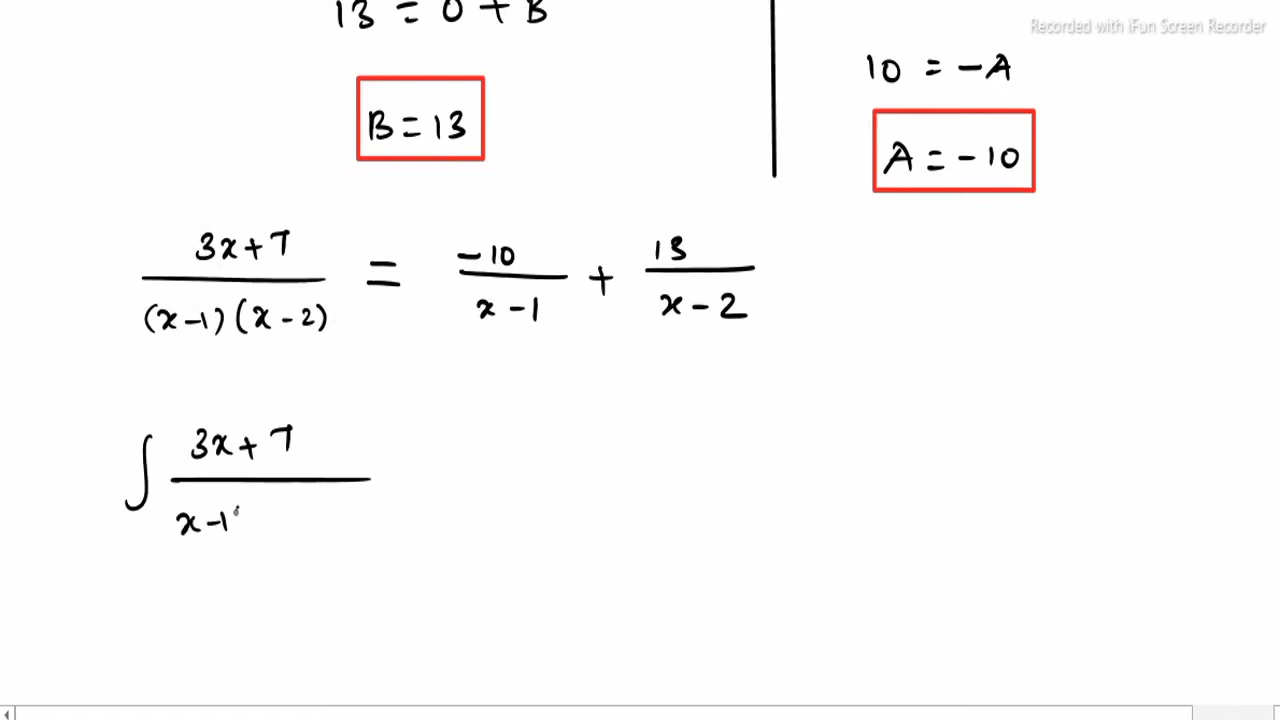 13 = 0 + B
Recorded with iFun Screen Recorder
10 = -A
B = 13
A = -10
3x + 7 / (x-1)(x-2) = -10 / x-1 + 13 / x-2
∫ 3x + 7 / x-1